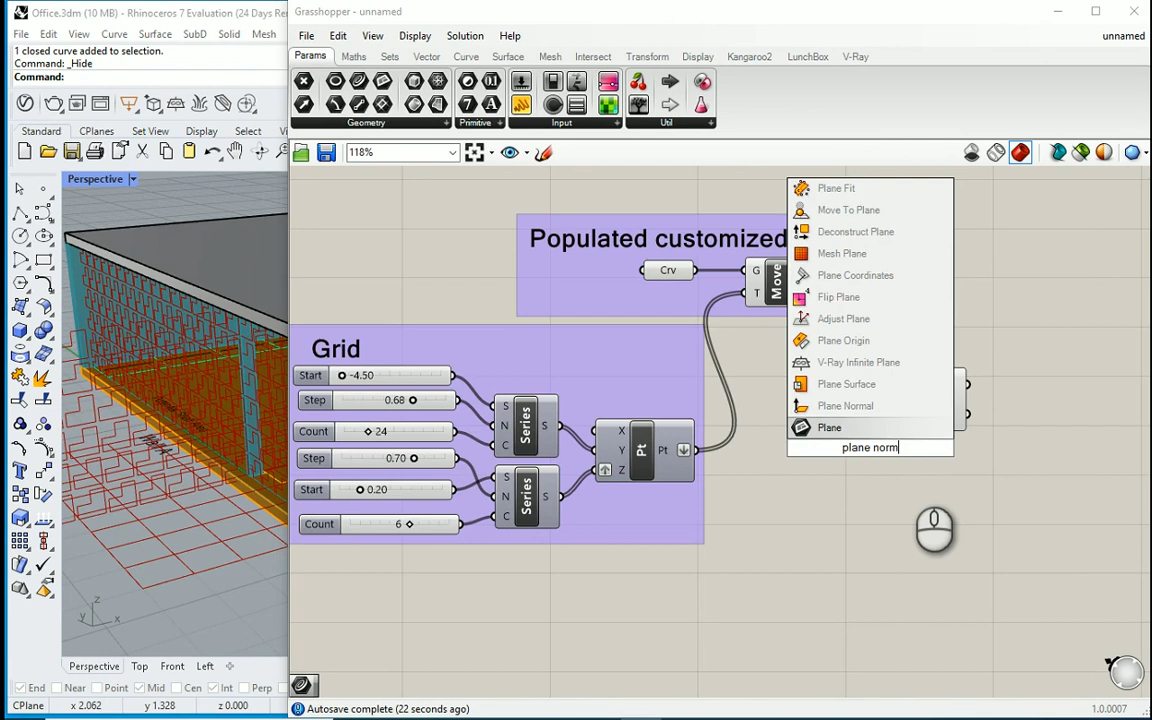 Office.3dm (10 MB) - Rhinoceros 7 Evaluation (24 Days Re
File Edit View Curve Surface SubD Solid Mesh
1 closed curve added to selection.
Command: _Hide
Command:
Standard CPlanes Set View Display Select Vi
Perspective
z
y x
Perspective Top Front Left
End Near Point Mid Cen Int Perp
CPlane x 2.062 y 1.328 z 0.000
Grasshopper - unnamed
File Edit View Display Solution Help unnamed
Params Maths Sets Vector Curve Surface Mesh Intersect Transform Display Kangaroo2 LunchBox V-Ray
Geometry Primitive Input Util
118%
Populated customized
Crv G Move
T
Grid
Start -4.50
Step 0.68
Count 24
Step 0.70
Start 0.20
Count 6
S N C Series S
S N C Series S
X Y Z Pt Pt
Plane Fit
Move To Plane
Deconstruct Plane
Mesh Plane
Plane Coordinates
Flip Plane
Adjust Plane
Plane Origin
V-Ray Infinite Plane
Plane Surface
Plane Normal
Plane
plane norm
Autosave complete (22 seconds ago)
1.0.0007